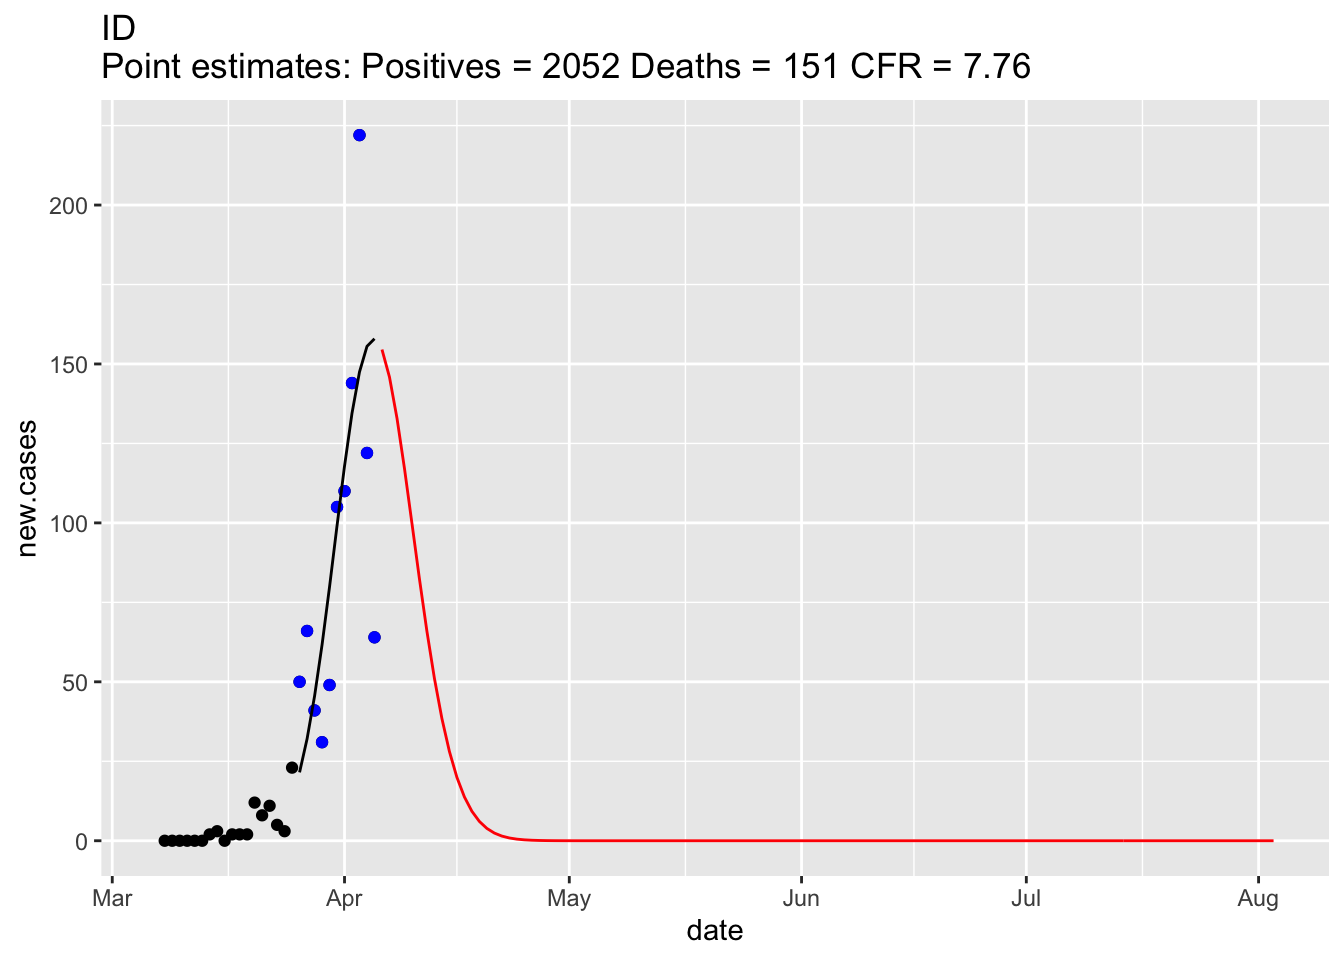 ID
Point estimates: Positives = 2052 Deaths = 151 CFR = 7.76
new.cases
200
150
100
50
0
Mar Apr May Jun Jul Aug
date